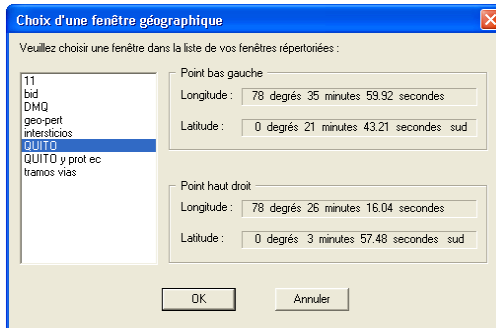 Choix d'une fenêtre géographique
Veuillez choisir une fenêtre dans la liste de vos fenêtres répertoriées :
11
bid
DMQ
geo-pert
intersticios
QUITO
QUITO y prot ec
tramos vias
Point bas gauche
Longitude : 78 degrés 35 minutes 59.92 secondes
Latitude : 0 degrés 21 minutes 43.21 secondes sud
Point haut droit
Longitude : 78 degrés 26 minutes 16.04 secondes
Latitude : 0 degrés 3 minutes 57.48 secondes sud
OK
Annuler